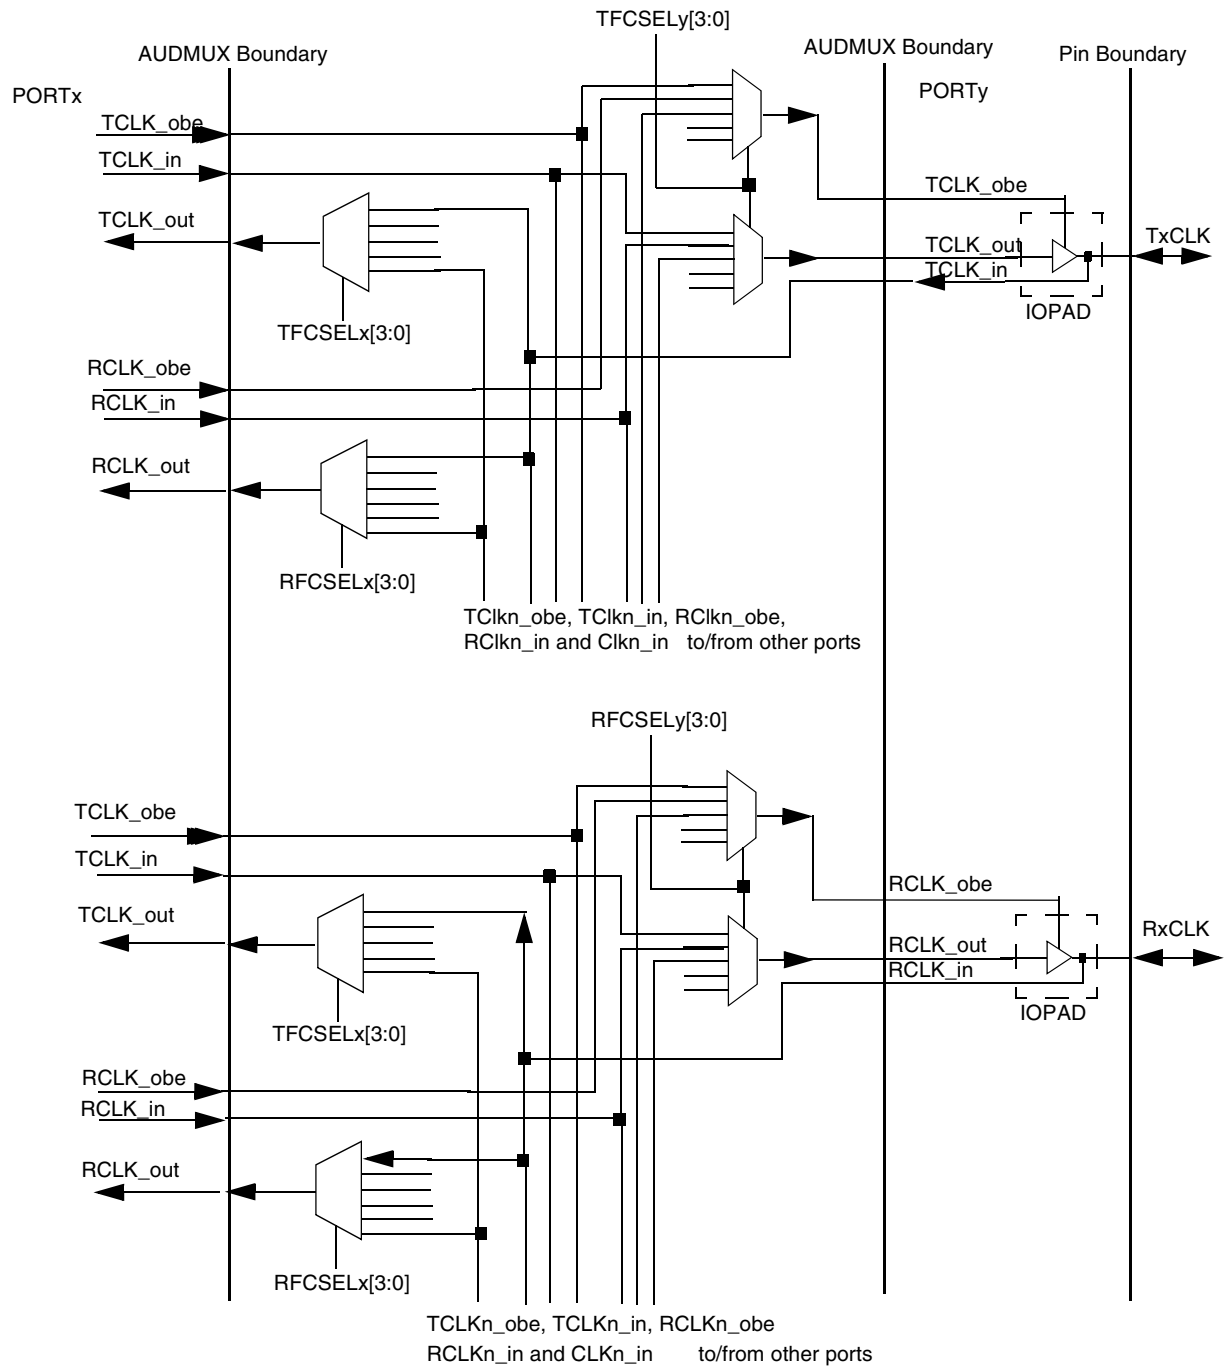 TFCSELy[3:0]
AUDMUX Boundary
AUDMUX Boundary
Pin Boundary
PORTx
PORTy
TCLK_obe
TCLK_in
TCLK_obe
TCLK_out
TCLK_out
TxCLK
TCLK_in
IOPAD
TFCSELx[3:0]
RCLK_obe
RCLK_in
RCLK_out
RFCSELx[3:0]
TClkn_obe, TClkn_in, RClkn_obe,
RClkn_in and Clkn_in to/from other ports
RFCSELy[3:0]
TCLK_obe
TCLK_in
RCLK_obe
TCLK_out
RxCLK
RCLK_out
RCLK_in
IOPAD
TFCSELx[3:0]
RCLK_obe
RCLK_in
RCLK_out
RFCSELx[3:0]
TCLKn_obe, TCLKn_in, RCLKn_obe
RCLKn_in and CLKn_in to/from other ports